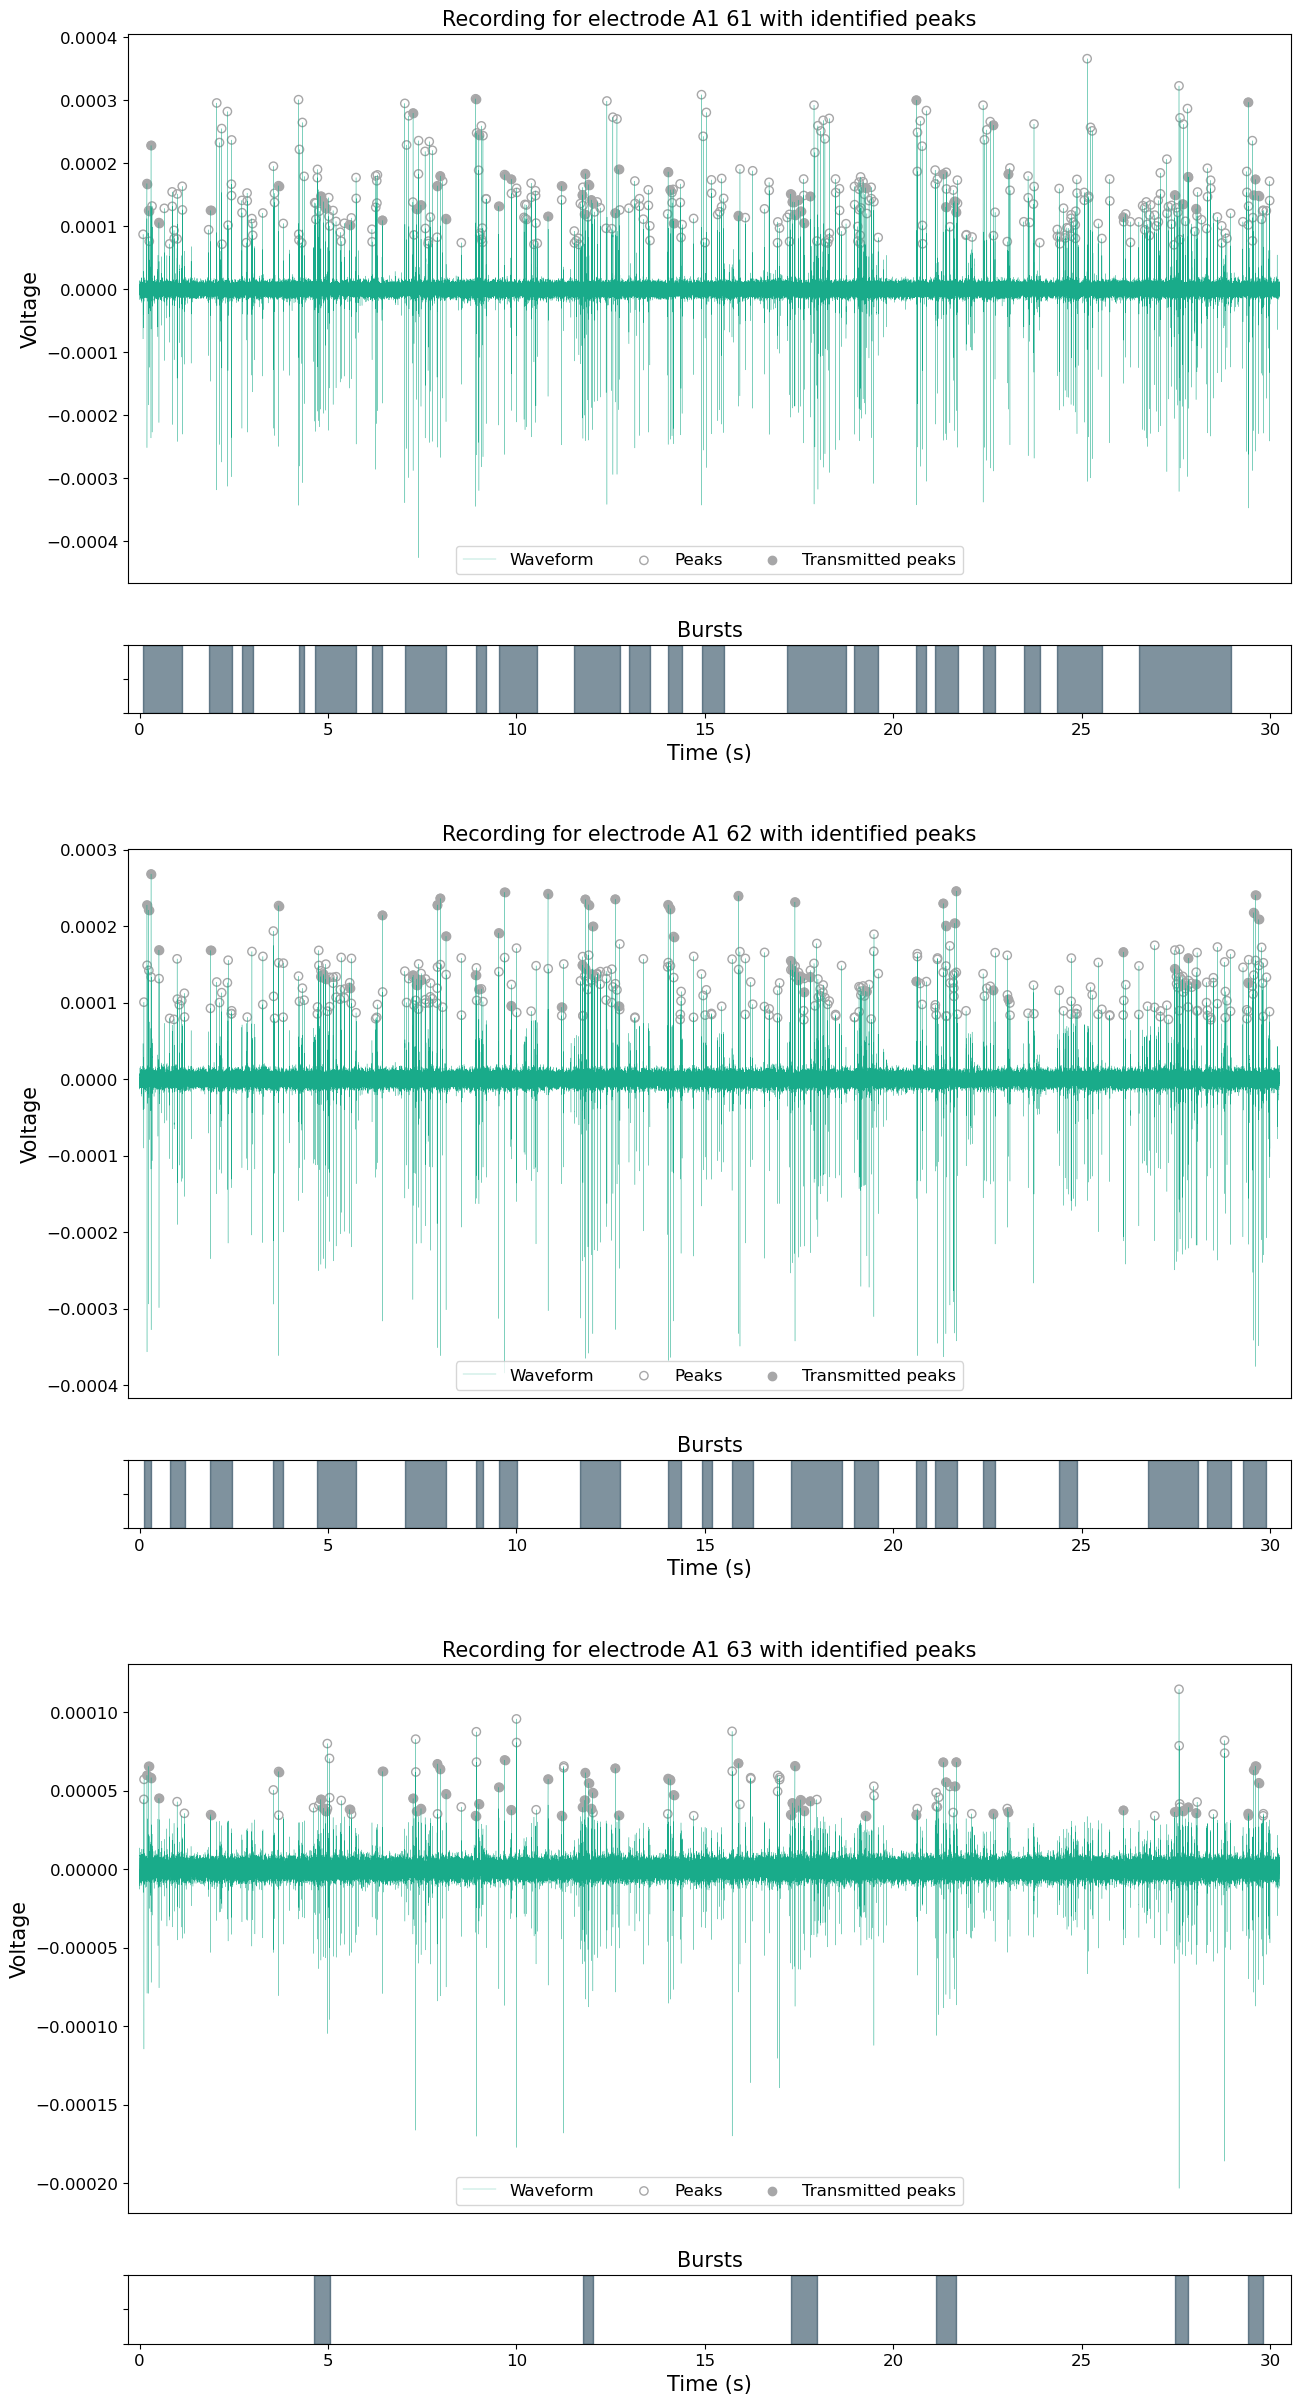 Recording for electrode A1 61 with identified peaks
0.0004
0.0003
0.0002
0.0001
0.0000
−0.0001
−0.0002
−0.0003
−0.0004
Voltage
Waveform Peaks Transmitted peaks
Bursts
0 5 10 15 20 25 30
Time (s)
Recording for electrode A1 62 with identified peaks
0.0003
0.0002
0.0001
0.0000
−0.0001
−0.0002
−0.0003
−0.0004
Voltage
Waveform Peaks Transmitted peaks
Bursts
0 5 10 15 20 25 30
Time (s)
Recording for electrode A1 63 with identified peaks
0.00010
0.00005
0.00000
−0.00005
−0.00010
−0.00015
−0.00020
Voltage
Waveform Peaks Transmitted peaks
Bursts
0 5 10 15 20 25 30
Time (s)